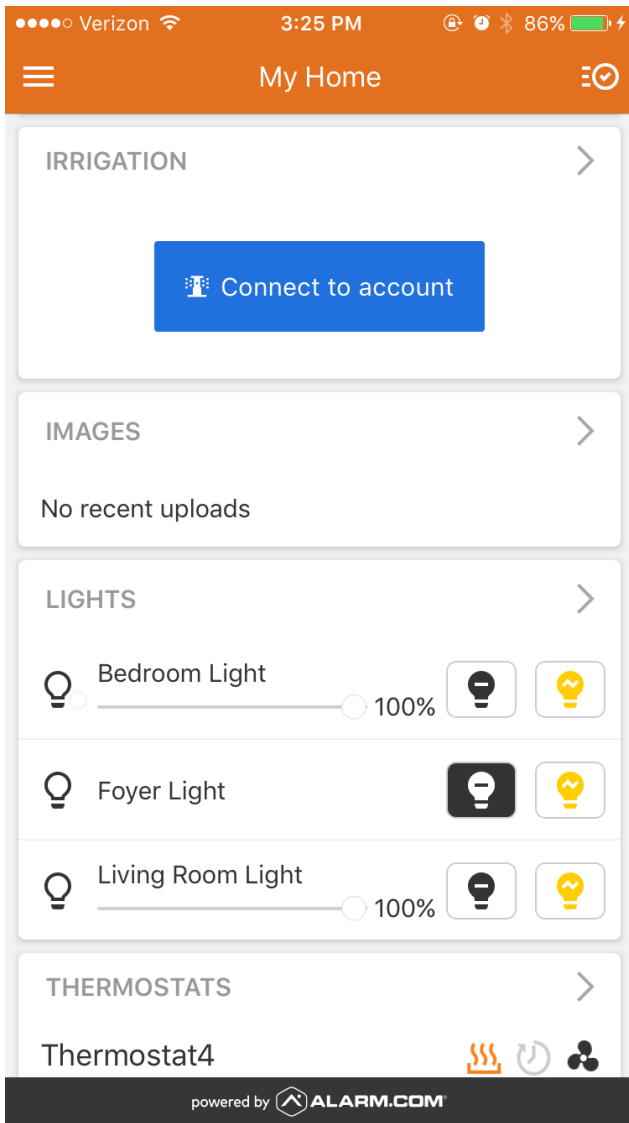 Verizon 3:25 PM 86%
My Home
IRRIGATION
Connect to account
IMAGES
No recent uploads
LIGHTS
Bedroom Light
100%
Foyer Light
Living Room Light
100%
THERMOSTATS
Thermostat4
powered by ALARM.COM®